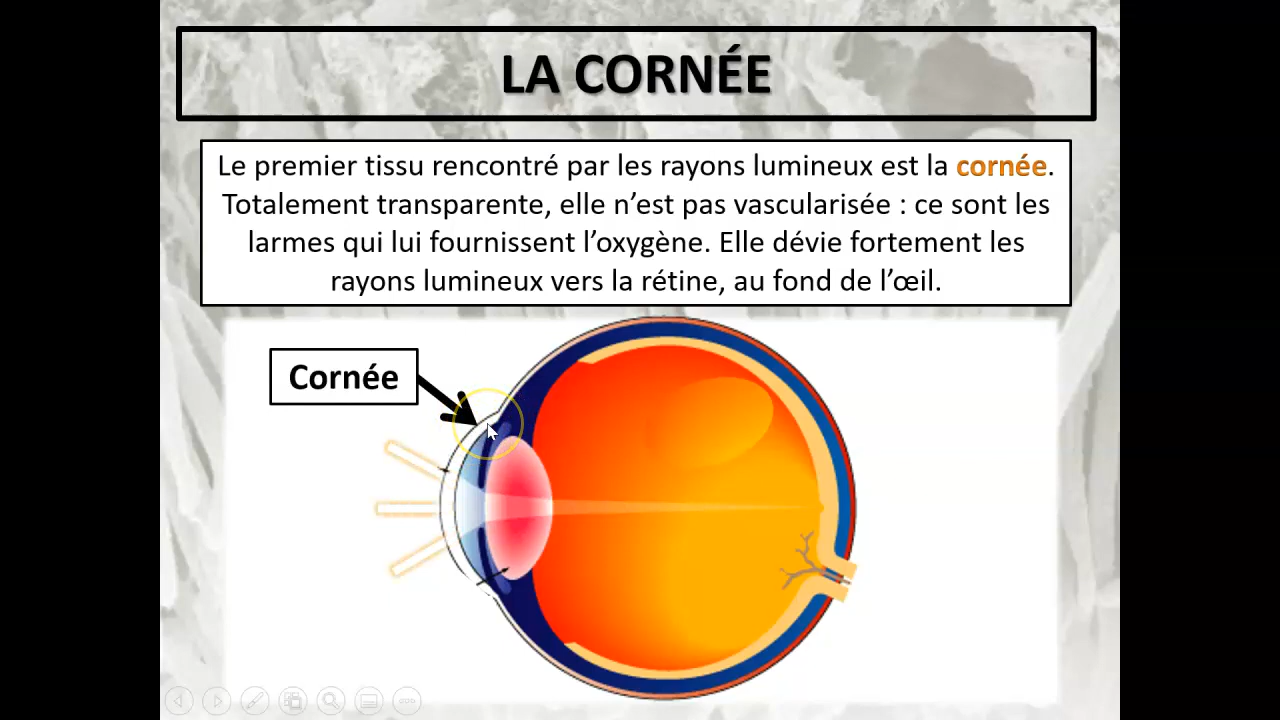 LA CORNÉE
Le premier tissu rencontré par les rayons lumineux est la cornée.
Totalement transparente, elle n’est pas vascularisée : ce sont les
larmes qui lui fournissent l’oxygène. Elle dévie fortement les
rayons lumineux vers la rétine, au fond de l’œil.
Cornée